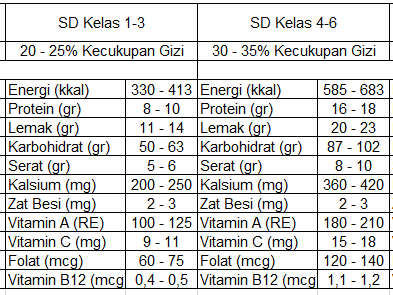 SD Kelas 1-3 SD Kelas 4-6
20 - 25% Kecukupan Gizi 30 - 35% Kecukupan Gizi
Energi (kkal) 330 - 413 Energi (kkal) 585 - 683
Protein (gr) 8 - 10 Protein (gr) 16 - 18
Lemak (gr) 11 - 14 Lemak (gr) 20 - 23
Karbohidrat (gr) 50 - 63 Karbohidrat (gr) 87 - 102
Serat (gr) 5 - 6 Serat (gr) 8 - 10
Kalsium (mg) 200 - 250 Kalsium (mg) 360 - 420
Zat Besi (mg) 2 - 3 Zat Besi (mg) 2 - 3
Vitamin A (RE) 100 - 125 Vitamin A (RE) 180 - 210
Vitamin C (mg) 9 - 11 Vitamin C (mg) 15 - 18
Folat (mg) 60 - 75 Folat (mcg) 120 - 140
Vitamin B12 (mcg 0,4 - 0,5 Vitamin B12 (mcg 1,1 - 1,2